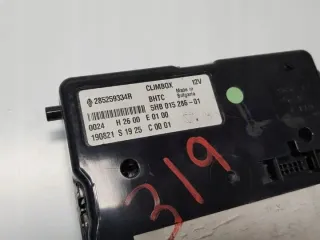 285259334R CLIMBOX 12V
BHTC Made in Bulgaria
5HB 015 286-01
0024 H 26 00 E 01 00
190821 S 19 25 C 00 01
319